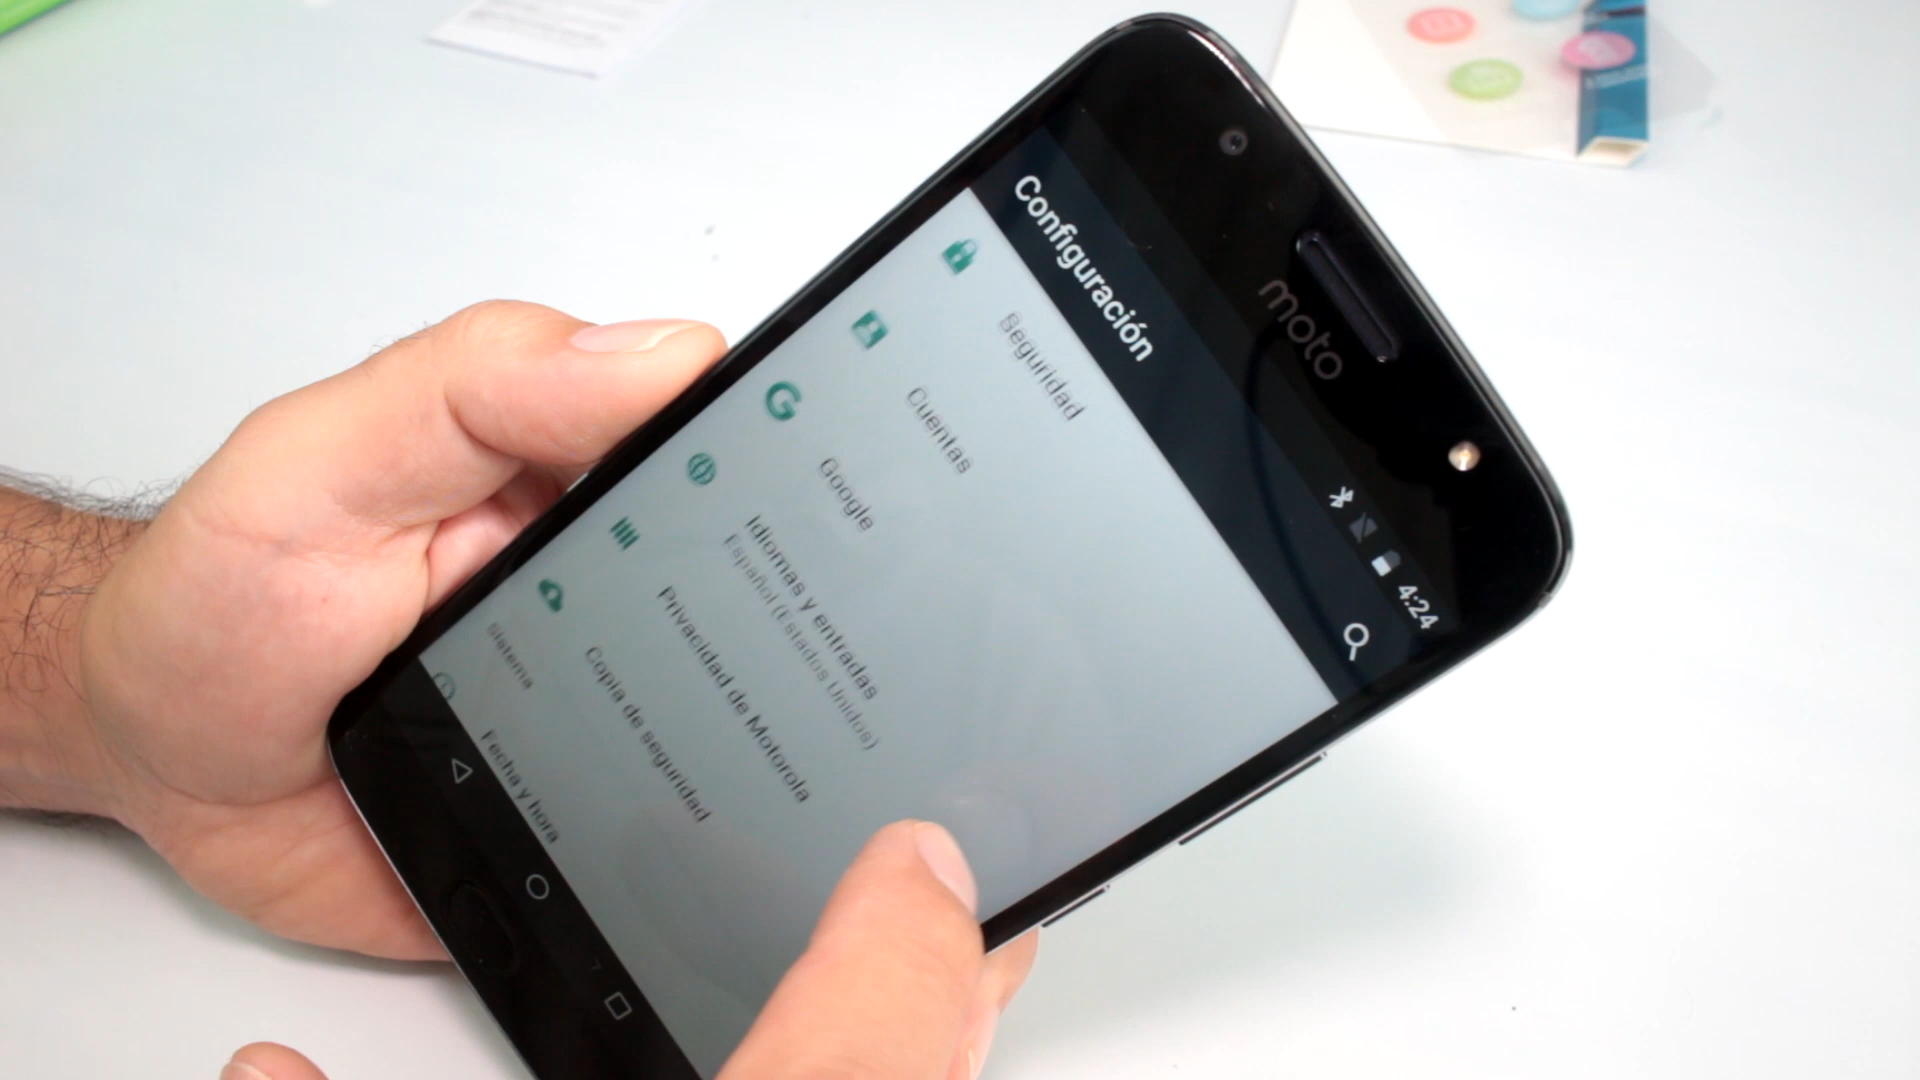 moto
4:24
Configuración
Seguridad
Cuentas
Google
Idiomas y entradas
Español (Estados Unidos)
Privacidad de Motorola
Copia de seguridad
Sistema
Fecha y hora